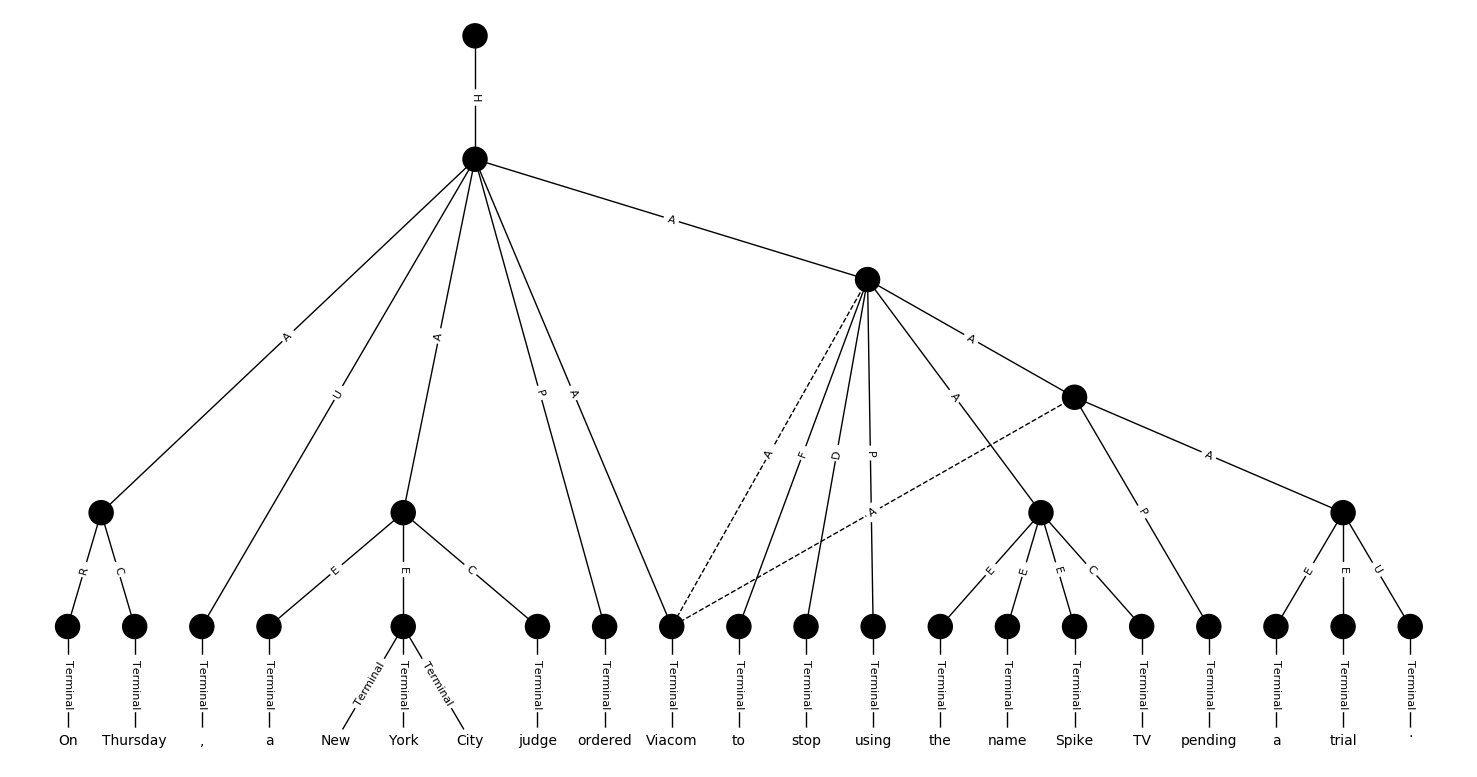 H
A
A
A
U
A
P
A
A
A
A
F
D
P
A
A
P
R
C
E
E
C
E
E
E
C
E
E
U
Terminal Terminal Terminal Terminal Terminal Terminal Terminal Terminal Terminal Terminal Terminal Terminal Terminal Terminal Terminal Terminal Terminal Terminal Terminal Terminal Terminal
On Thursday , a New York City judge ordered Viacom to stop using the name Spike TV pending a trial .